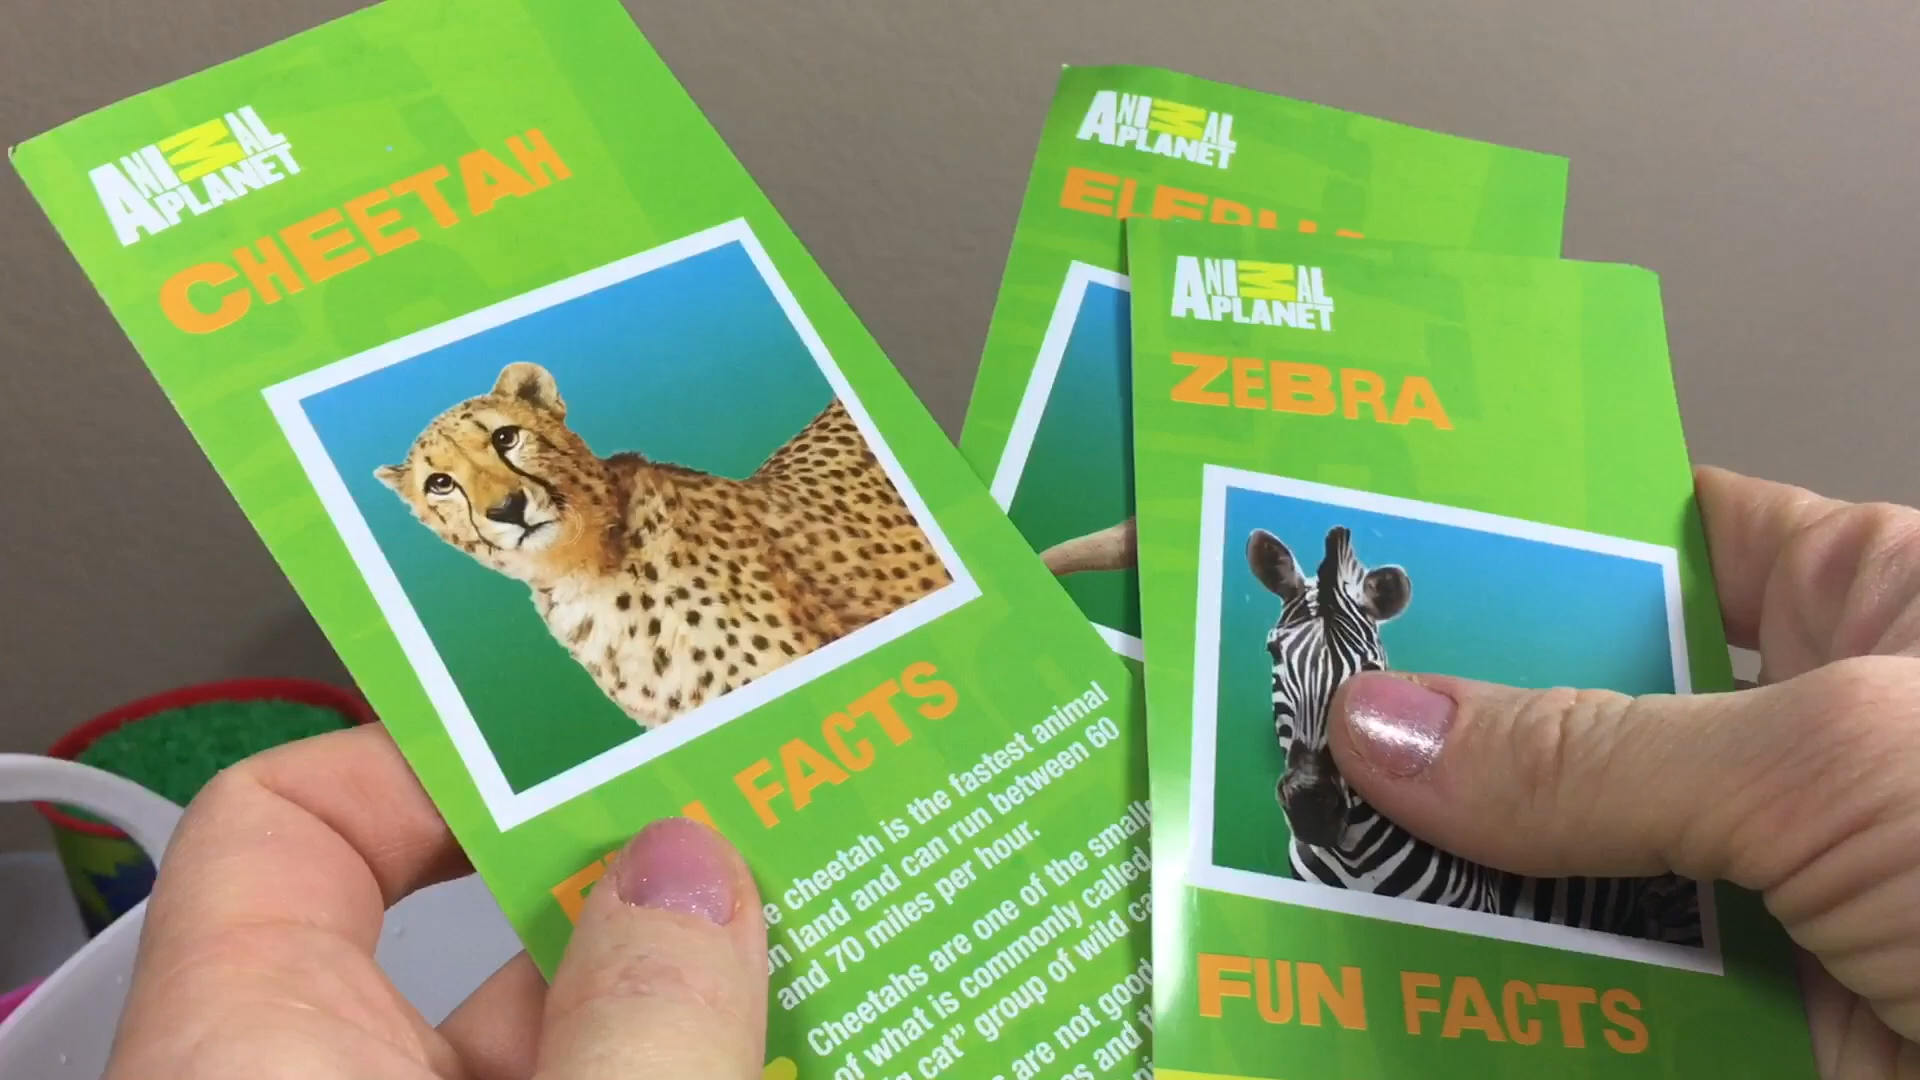 ANIMAL
PLANET
CHEETAH
FACTS
cheetah is the fastest animal
on land and can run between 60
and 70 miles per hour.
Cheetahs are one of the
of what is commonly called
cat" group of wild
are not good
and
ANIMAL
PLANET
ANIMAL
PLANET
ZEBRA
FUN FACTS